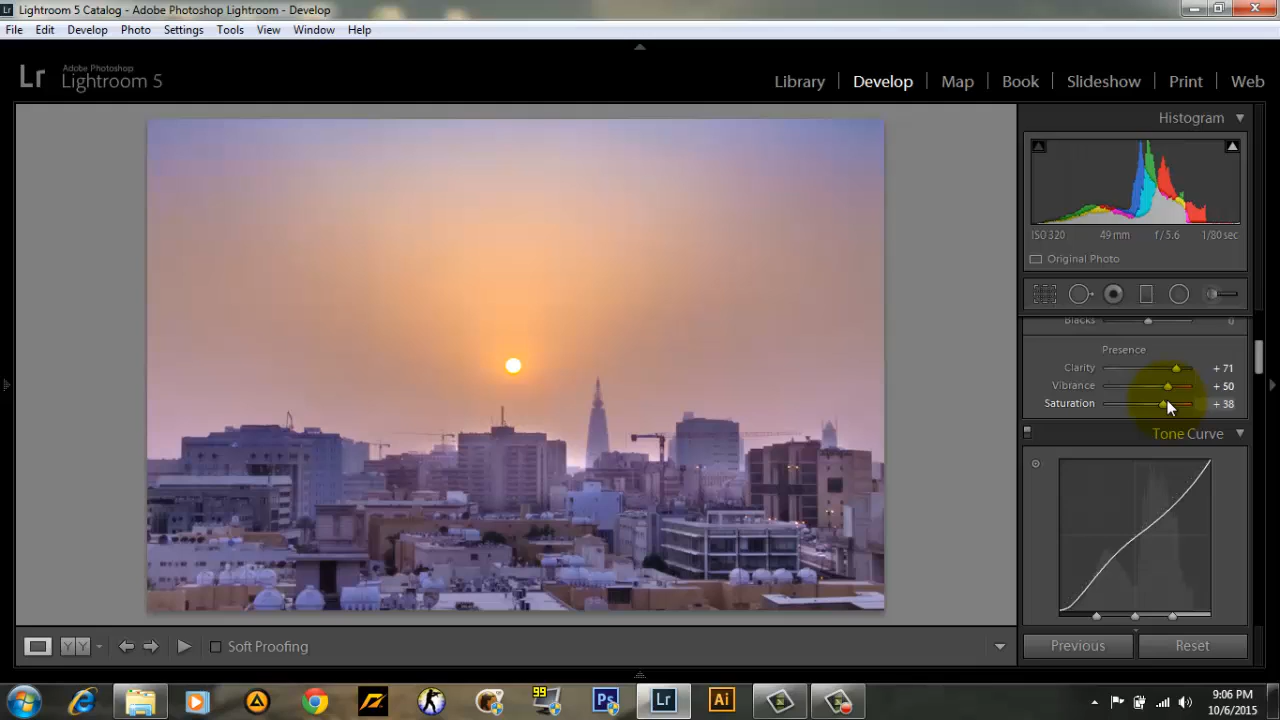 Lightroom 5 Catalog - Adobe Photoshop Lightroom - Develop
File Edit Develop Photo Settings Tools View Window Help
Lr Adobe Photoshop
Lightroom 5
Library Develop Map Book Slideshow Print Web
Histogram
ISO 320 49 mm f / 5.6 1/80 sec
Original Photo
Blacks 0
Presence
Clarity + 71
Vibrance + 50
Saturation + 38
Tone Curve
YY Soft Proofing Previous Reset
99 Ps Lr Ai
9:06 PM
10/6/2015